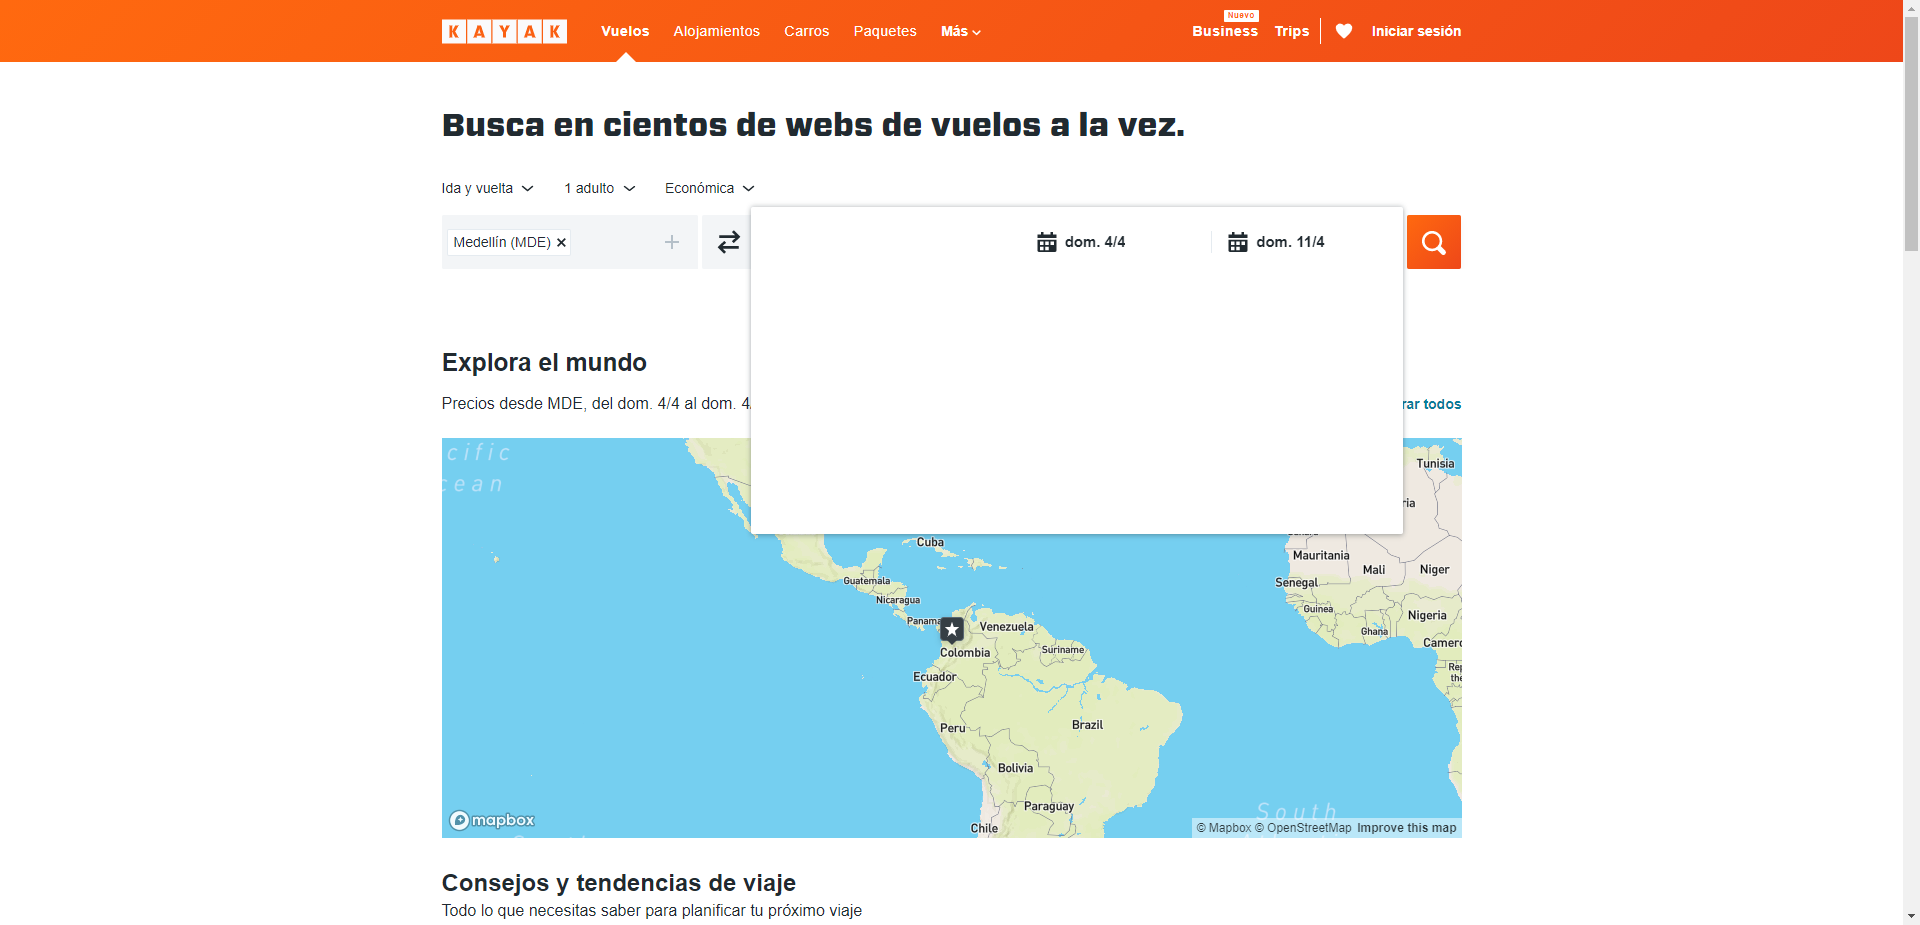 KAYAK
Vuelos
Alojamientos
Carros
Paquetes
Más
Nuevo
Business
Trips
Iniciar sesión
Busca en cientos de webs de vuelos a la vez.
Ida y vuelta
1 adulto
Económica
Medellín (MDE)
dom. 4/4
dom. 11/4
Explora el mundo
Precios desde MDE, del dom. 4/4 al dom. 4
rar todos
cific
cean
Tunisia
ria
Cuba
Mauritania
Mali
Niger
Guatemala
Senegal
Nicaragua
Guinea
Nigeria
Panama
Venezuela
Ghana
Camero
Colombia
Suriname
Rep
the
Ecuador
Peru
Brazil
Bolivia
Paraguay
South
Chile
mapbox
© Mapbox © OpenStreetMap Improve this map
Consejos y tendencias de viaje
Todo lo que necesitas saber para planificar tu próximo viaje